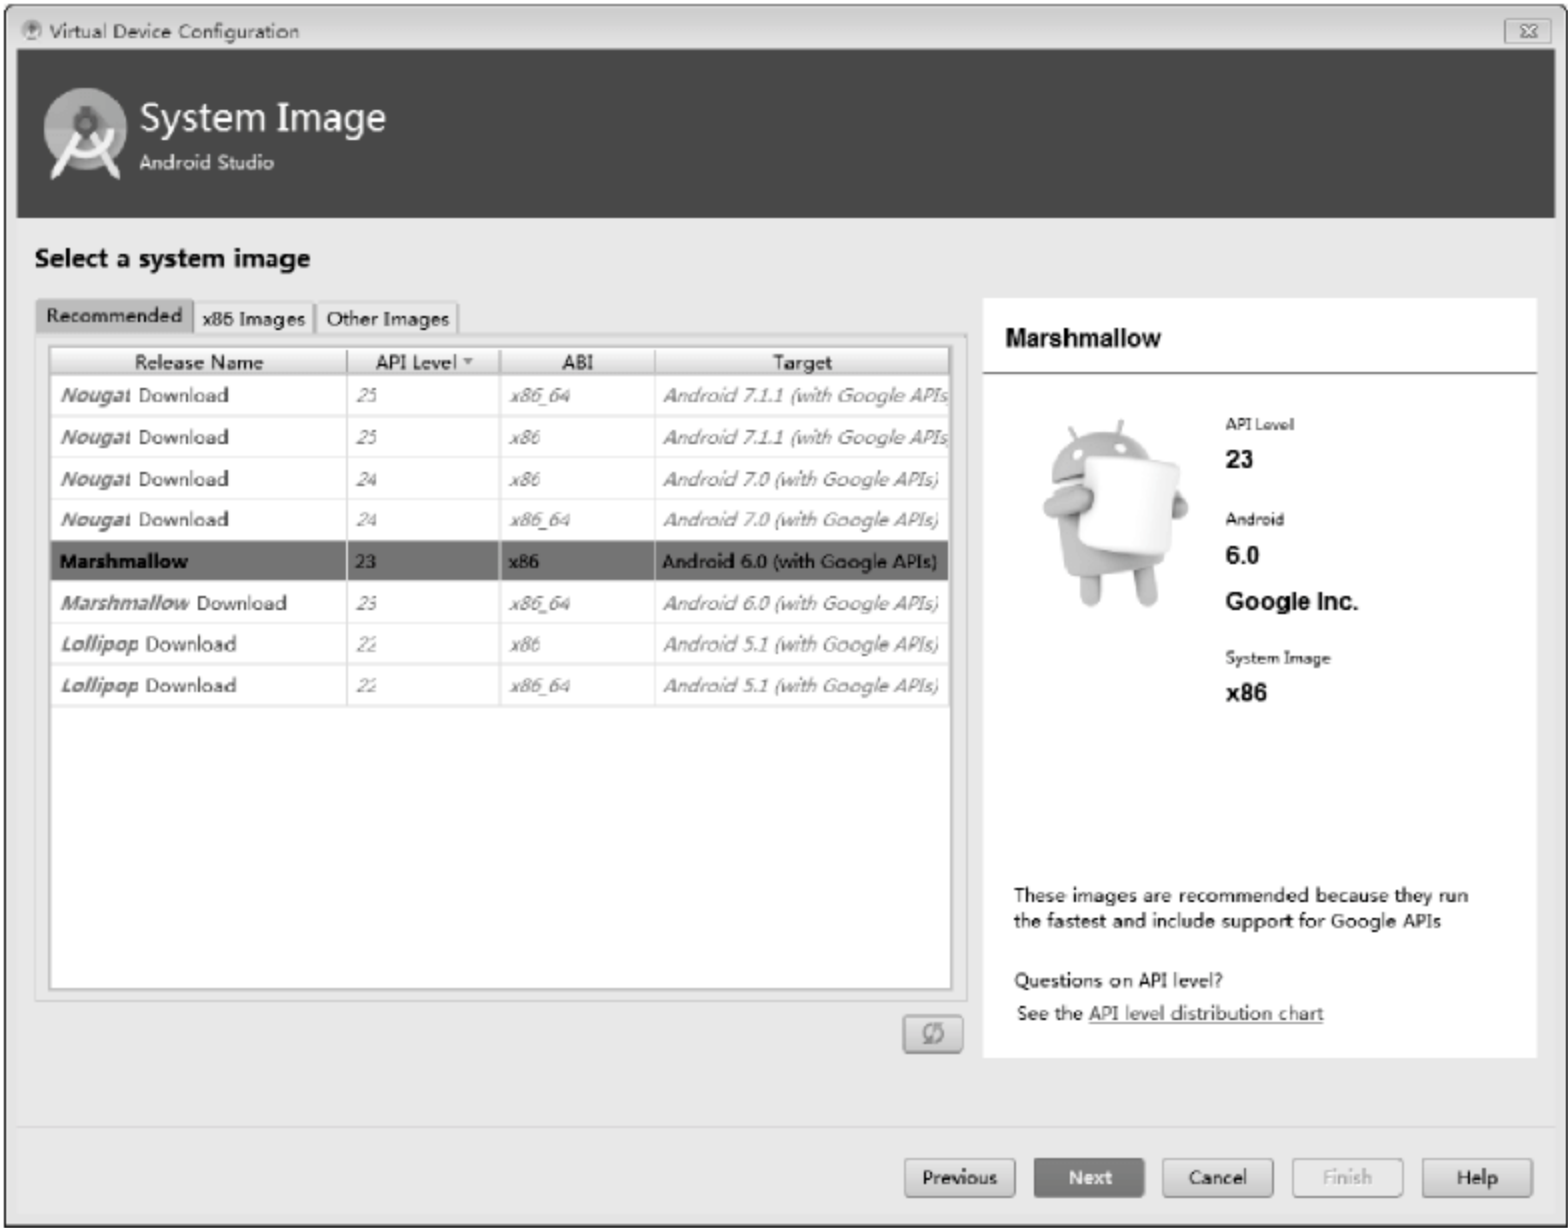 Virtual Device Configuration
System Image
Android Studio
Select a system image
Recommended x86 Images Other Images
Release Name API Level ABI Target
Nougat Download 25 x86_64 Android 7.1.1 (with Google APIs
Nougat Download 25 x86 Android 7.1.1 (with Google APIs
Nougat Download 24 x86 Android 7.0 (with Google APIs)
Nougat Download 24 x86_64 Android 7.0 (with Google APIs)
Marshmallow 23 x86 Android 6.0 (with Google APIs)
Marshmallow Download 23 x86_64 Android 6.0 (with Google APIs)
Lollipop Download 22 x86 Android 5.1 (with Google APIs)
Lollipop Download 22 x86_64 Android 5.1 (with Google APIs)
Marshmallow
API Level
23
Android
6.0
Google Inc.
System Image
x86
These images are recommended because they run
the fastest and include support for Google APIs
Questions on API level?
See the API level distribution chart
Previous Next Cancel Finish Help